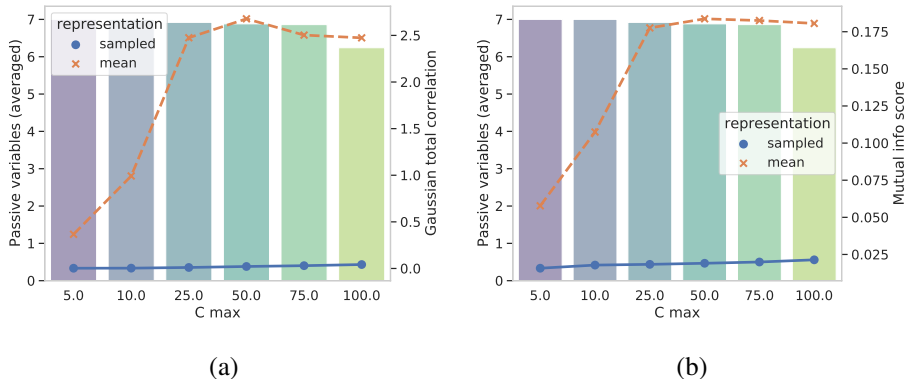 7
6
5
4
3
2
1
0
Passive variables (averaged)
representation
sampled
mean
2.5
2.0
1.5
1.0
0.5
0.0
Gaussian total correlation
5.0 10.0 25.0 50.0 75.0 100.0
C max
(a)
7
6
5
4
3
2
1
0
Passive variables (averaged)
representation
sampled
mean
0.175
0.150
0.125
0.100
0.075
0.050
0.025
Mutual info score
5.0 10.0 25.0 50.0 75.0 100.0
C max
(b)